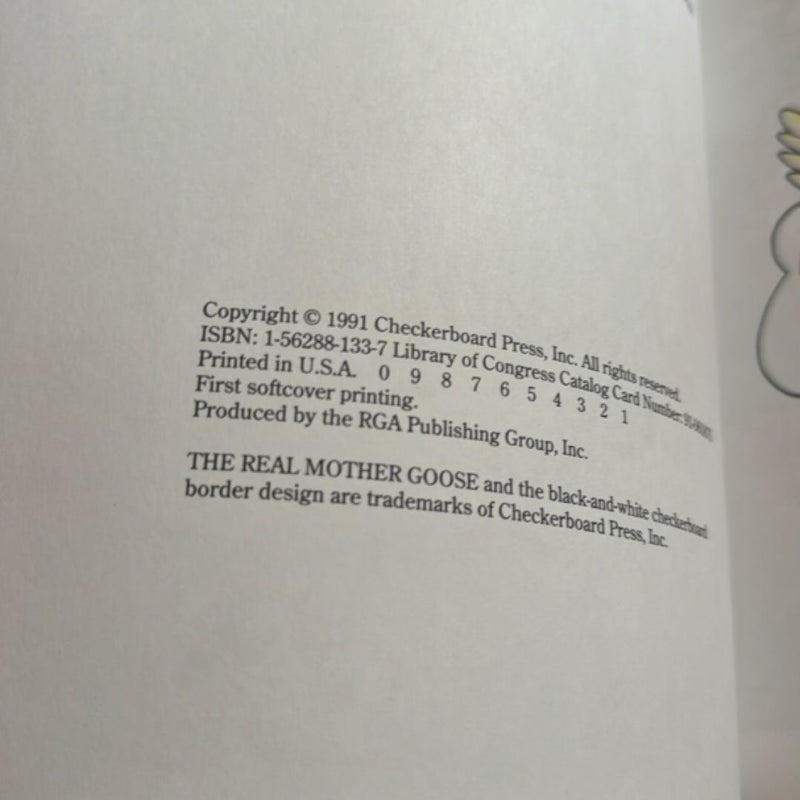 Copyright © 1991 Checkerboard Press, Inc. All rights reserved.
ISBN: 1-56288-133-7 Library of Congress Catalog Card Number:
Printed in U.S.A. 0 9 8 7 6 5 4 3 2 1
First softcover printing.
Produced by the RGA Publishing Group, Inc.
THE REAL MOTHER GOOSE and the black-and-white checkerboard
border design are trademarks of Checkerboard Press, Inc.